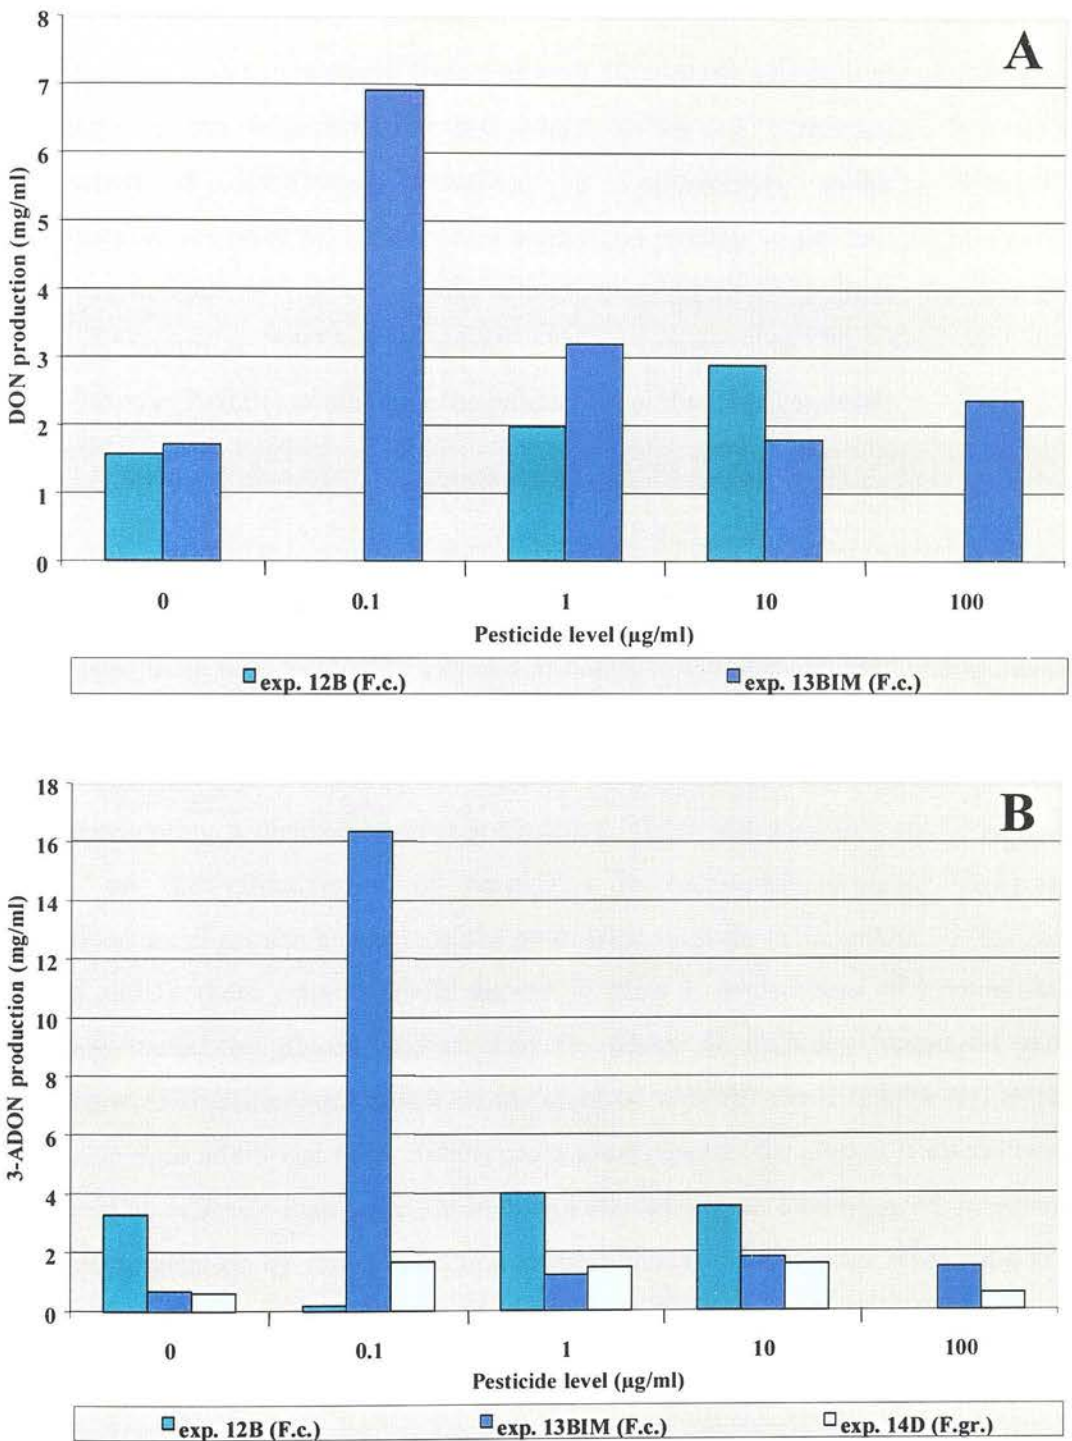 A
8
7
6
5
4
3
2
1
0
DON production (mg/ml)
0 0.1 1 10 100
Pesticide level (µg/ml)
exp. 12B (F.c.) exp. 13BIM (F.c.)
B
18
16
14
12
10
8
6
4
2
0
3-ADON production (mg/ml)
0 0.1 1 10 100
Pesticide level (µg/ml)
exp. 12B (F.c.) exp. 13BIM (F.c.) exp. 14D (F.gr.)